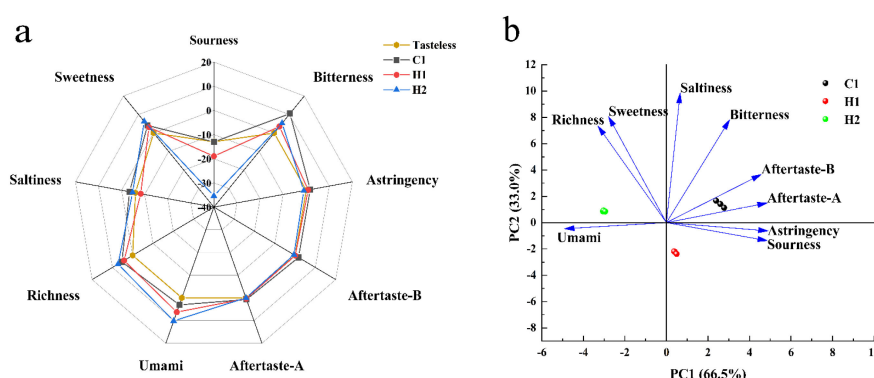 a
Sourness
Bitterness
Astringency
Aftertaste-B
Aftertaste-A
Umami
Richness
Saltiness
Sweetness
20
10
0
-10
-20
-30
-40
Tasteless
C1
H1
H2
b
12
10
8
6
4
2
0
-2
-4
-6
-8
PC2 (33.0%)
-6
-4
-2
0
2
4
6
8
PC1 (66.5%)
Saltiness
Sweetness
Richness
Bitterness
Aftertaste-B
Aftertaste-A
Astringency
Sourness
Umami
C1
H1
H2